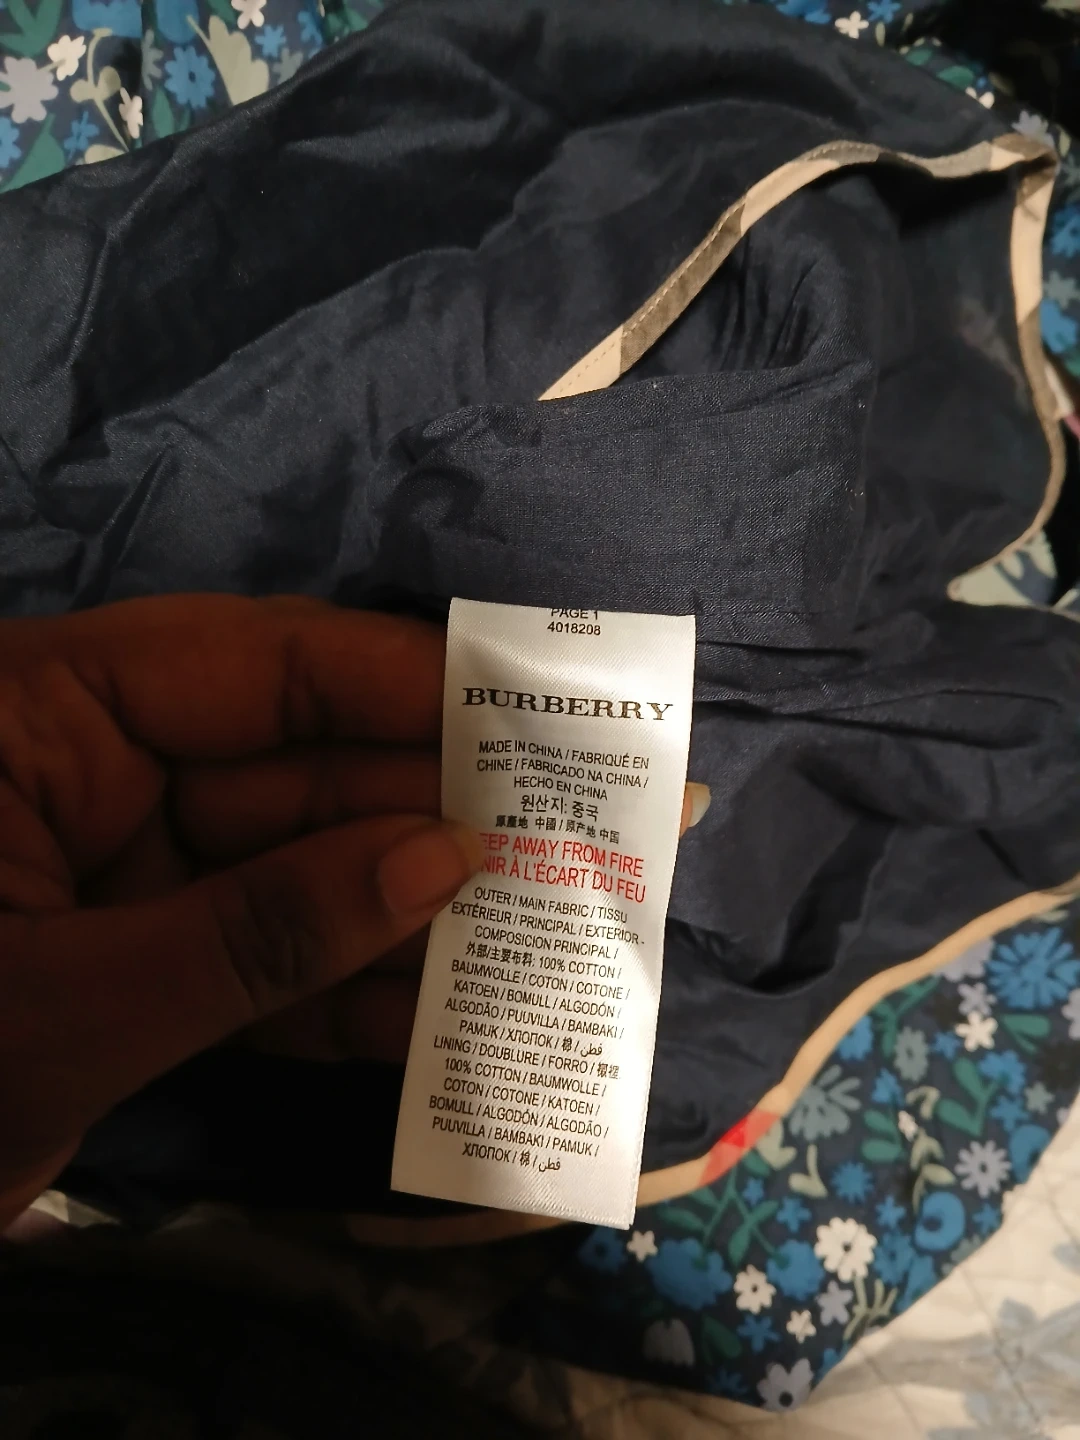 PAGE 1
4018208
BURBERRY
MADE IN CHINA / FABRIQUÉ EN
CHINE / FABRICADO NA CHINA /
HECHO EN CHINA
원산지: 중국
原產地 中國 / 原产地 中国
EEP AWAY FROM FIRE
NIR À L'ÉCART DU FEU
OUTER / MAIN FABRIC / TISSU
EXTÉRIEUR / PRINCIPAL / EXTERIOR-
COMPOSICION PRINCIPAL /
外部/主要布料: 100% COTTON /
BAUMWOLLE / COTON / COTONE /
KATOEN / BOMULL / ALGODÓN /
ALGODÃO / PUUVILLA / BAMBAKI /
PAMUK / ХЛОПОК / 棉 / قطن /
LINING / DOUBLURE / FORRO /
100% COTTON / BAUMWOLLE /
COTON / COTONE / KATOEN /
BOMULL / ALGODÓN / ALGODÃO /
PUUVILLA / BAMBAKI / PAMUK /
ХЛОПОК / 棉 / قطن